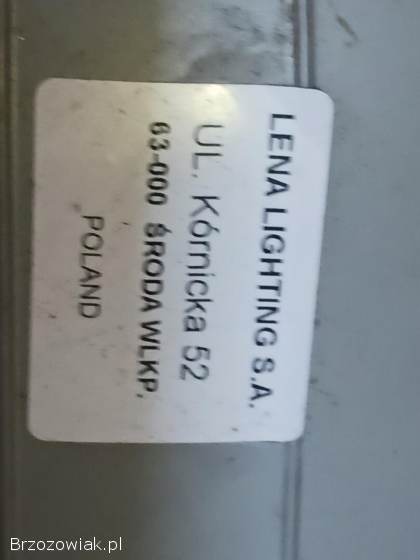 LENA LIGHTING S.A.
UL. Kórnicka 52
63-000 ŚRODA WLKP.
POLAND
Brzozowiak.pl